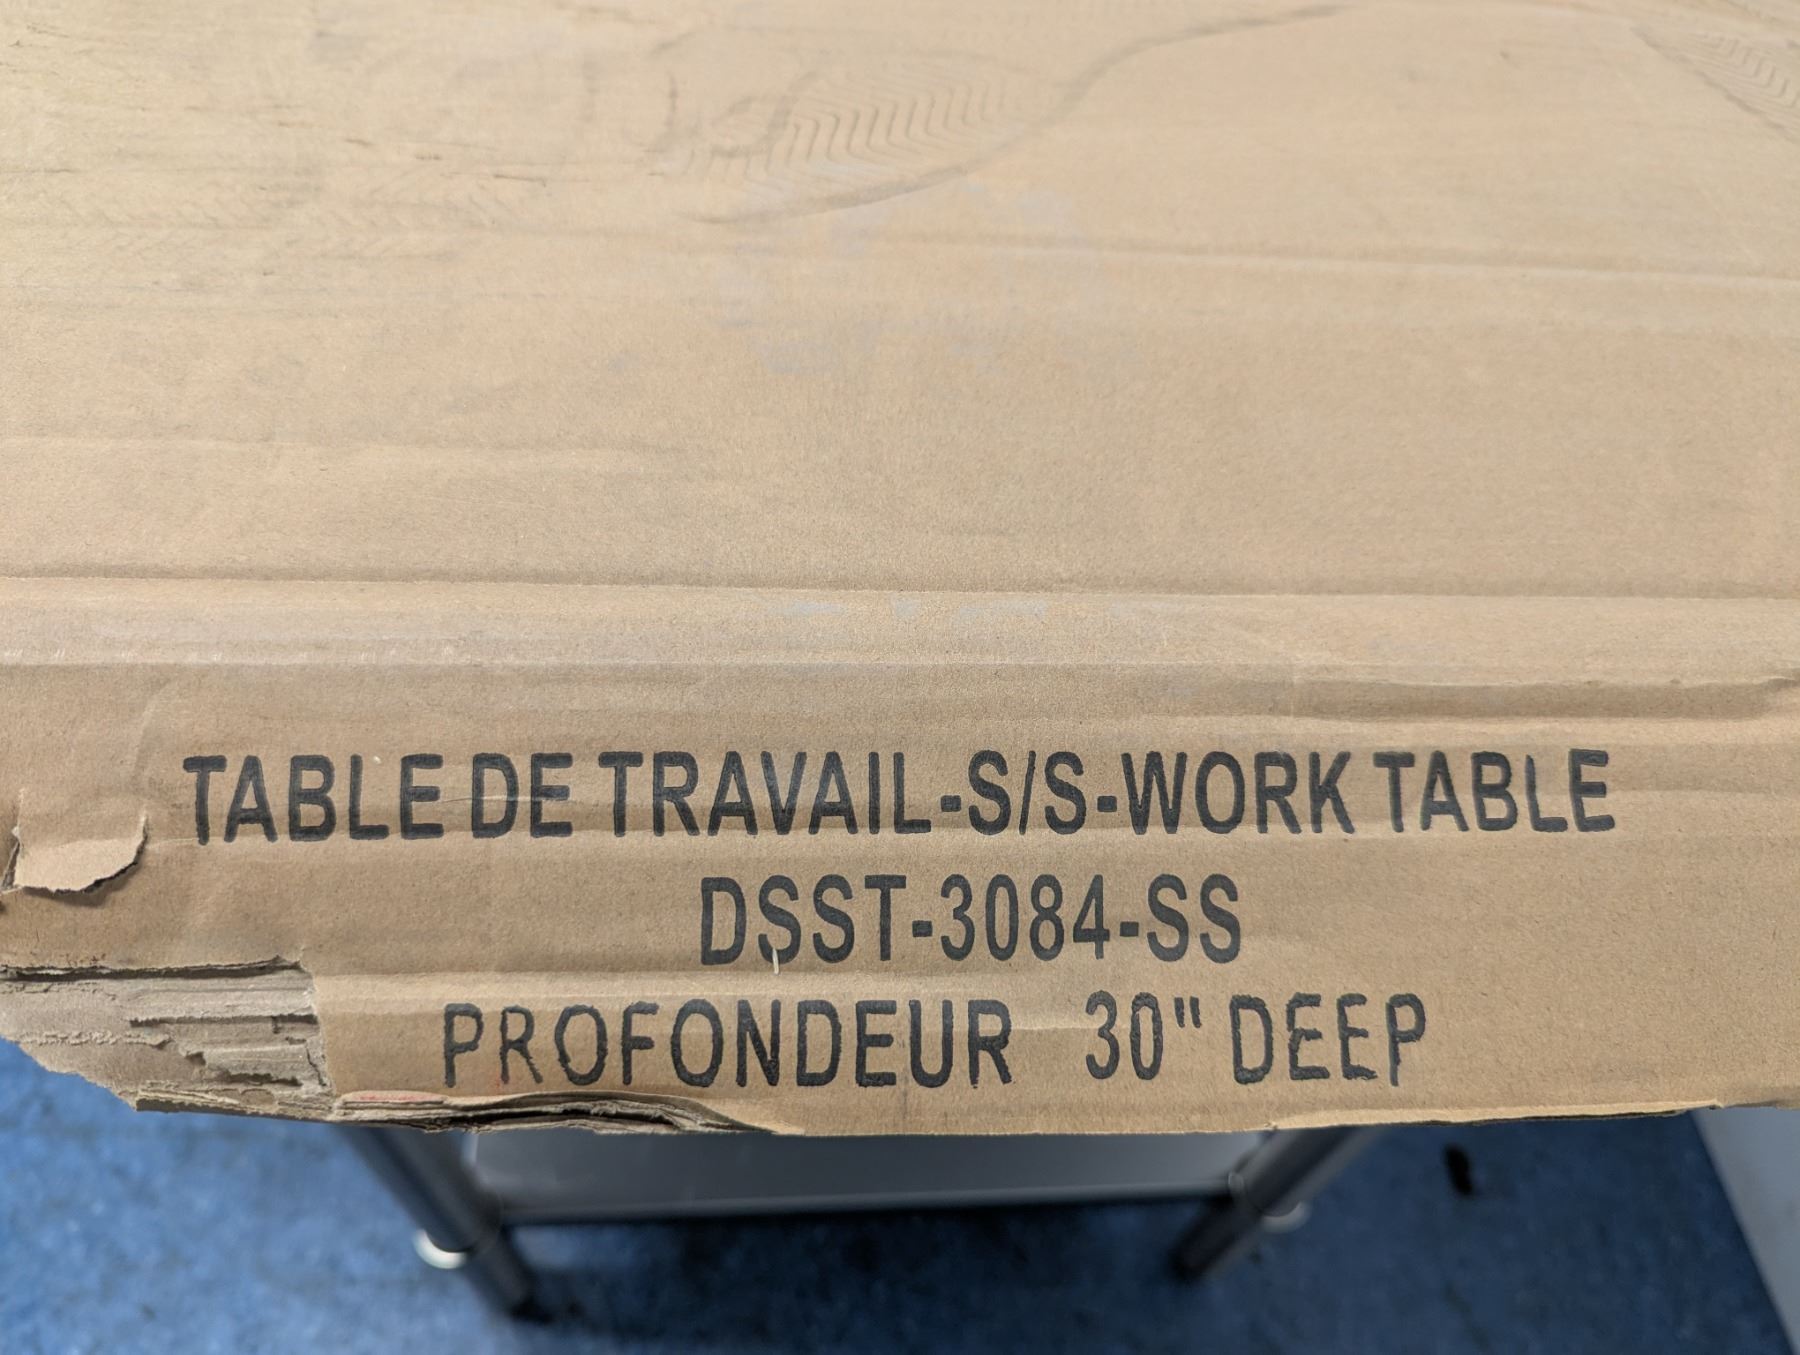 TABLE DE TRAVAIL-S/S-WORK TABLE
DSST-3084-SS
PROFONDEUR 30" DEEP